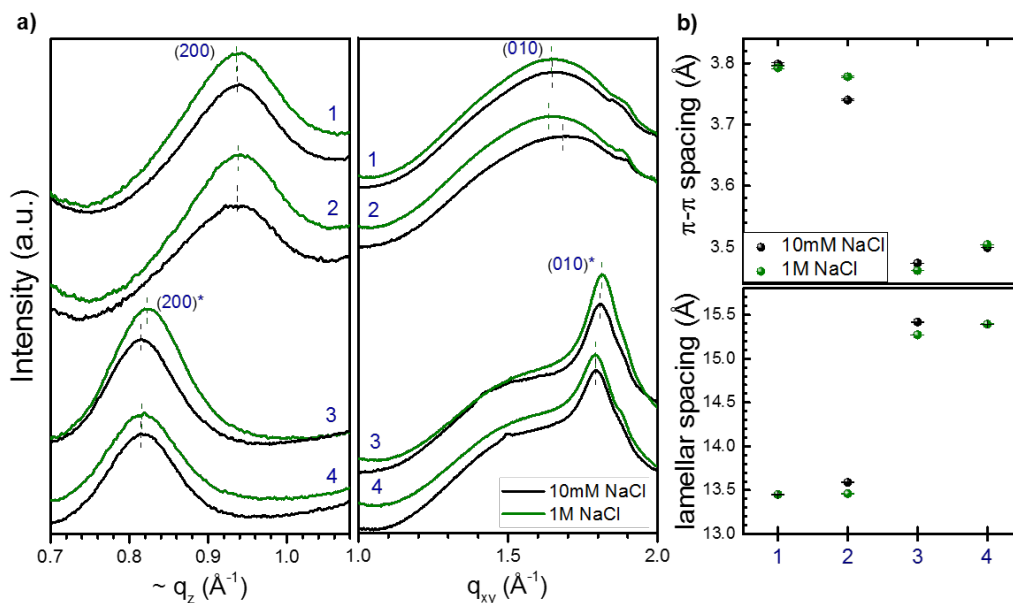 a)
(200)
1
2
(200)*
3
4
0.7 0.8 0.9 1.0
~ qz (Å-1)
Intensity (a.u.)
(010)
1
2
(010)*
3
4
10mM NaCl
1M NaCl
1.0 1.5 2.0
qxy (Å-1)
b)
3.8
3.7
3.6
3.5
π-π spacing (Å)
10mM NaCl
1M NaCl
15.5
15.0
14.5
14.0
13.5
13.0
lamellar spacing (Å)
1 2 3 4